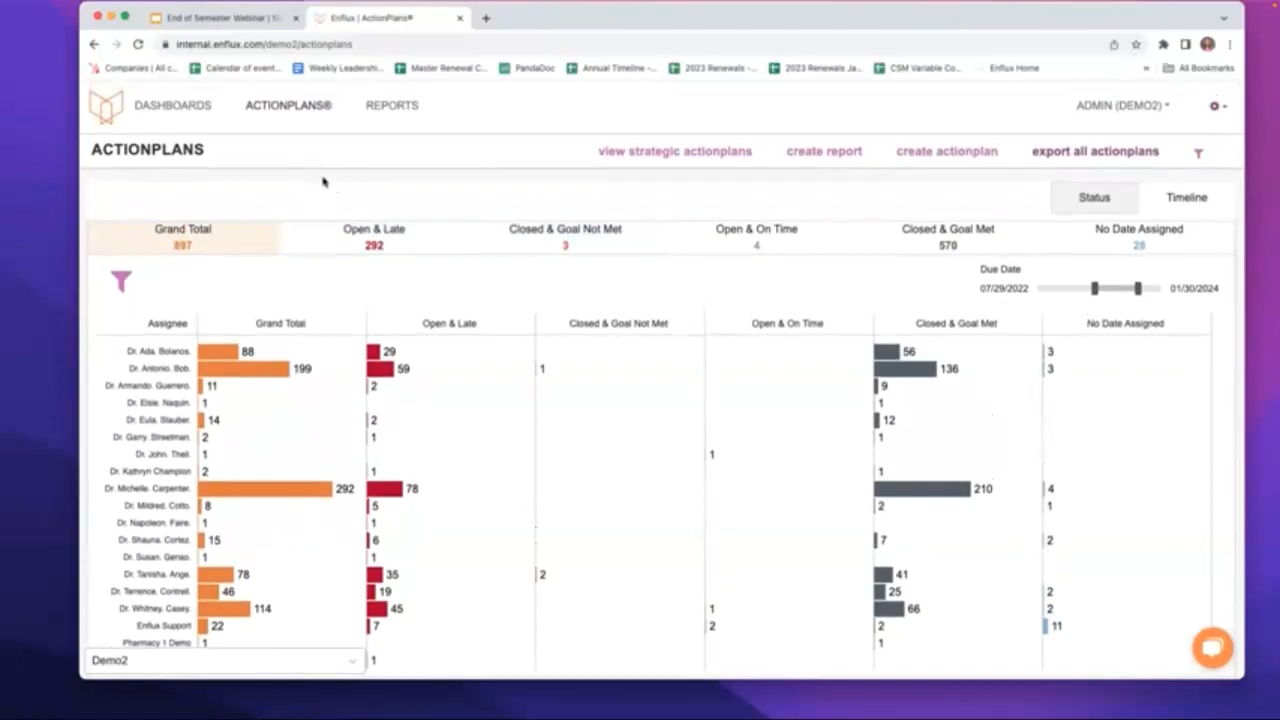 End of Semester Webinar |
Enflux | ActionPlans®
internal.enflux.com/demo2/actionplans
Companies | All c... Calendar of event... Weekly Leadershi... Master Renewal C... PandaDoc Annual Timeline -... 2023 Renewals -... 2023 Renewals Ja... CSM Variable Co... Enflux Home » All Bookmarks
DASHBOARDS ACTIONPLANS® REPORTS ADMIN (DEMO2)
ACTIONPLANS view strategic actionplans create report create actionplan export all actionplans
Status Timeline
Grand Total Open & Late Closed & Goal Not Met Open & On Time Closed & Goal Met No Date Assigned
897 292 3 4 570 28
Due Date
07/29/2022 01/30/2024
Assignee Grand Total Open & Late Closed & Goal Not Met Open & On Time Closed & Goal Met No Date Assigned
Dr. Ada. Bolanos. 88 29 56 3
Dr. Antonio. Bob. 199 59 1 136 3
Dr. Armando. Guerrero. 11 2 9
Dr. Elsie. Naquin. 1 1
Dr. Eula. Stauber. 14 2 12
Dr. Garry. Streetman. 2 1 1
Dr. John. Thell. 1 1
Dr. Kathryn Champion 2 1 1
Dr. Michelle. Carpenter. 292 78 210 4
Dr. Mildred. Cotto. 8 5 2 1
Dr. Napoleon. Faire. 1 1
Dr. Shauna. Cortez. 15 6 7 2
Dr. Susan. Genao. 1 1
Dr. Tanisha. Ange. 78 35 2 41
Dr. Terrence. Contrell. 46 19 25 2
Dr. Whitney. Casey. 114 45 1 66 2
Enflux Support 22 7 2 2 11
Pharmacy 1 Demo 1 1
Demo2 1